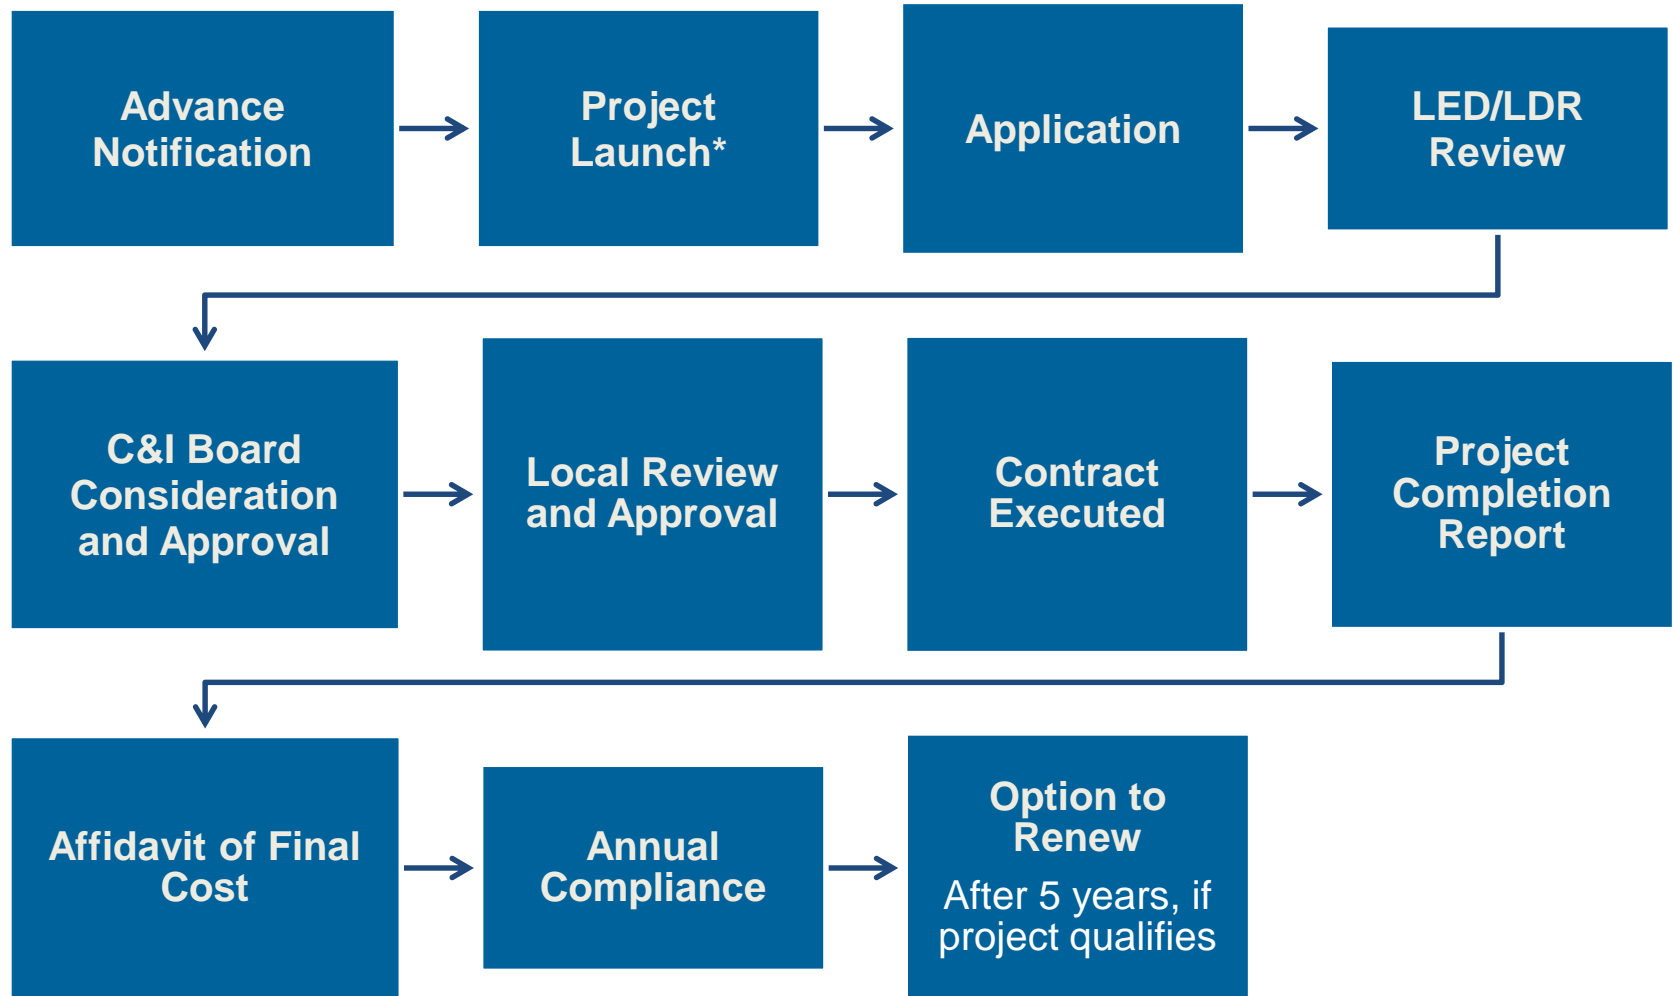 Advance
Notification
Project
Launch*
Application
LED/LDR
Review
C&I Board
Consideration
and Approval
Local Review
and Approval
Contract
Executed
Project
Completion
Report
Affidavit of Final
Cost
Annual
Compliance
Option to
Renew
After 5 years, if
project qualifies